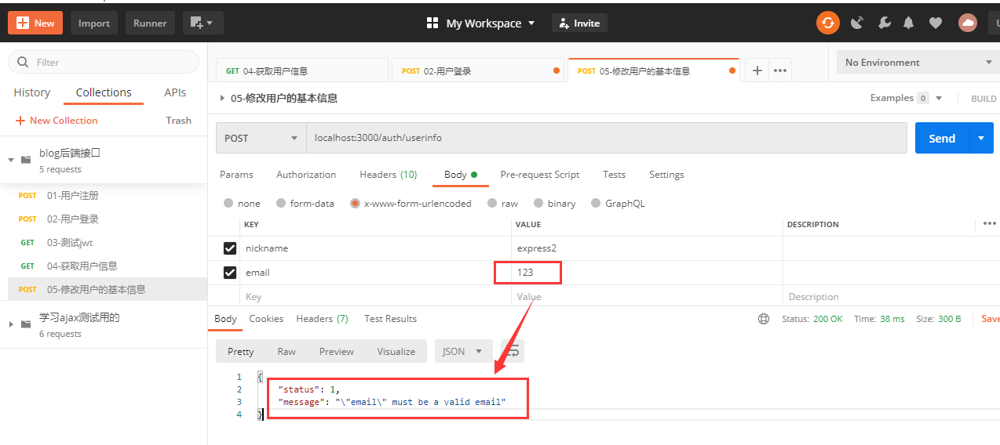 New Import Runner My Workspace Invite U
Filter
History Collections APIs
+ New Collection Trash
blog后端接口
5 requests
POST 01-用户注册
POST 02-用户登录
GET 03-测试jwt
GET 04-获取用户信息
POST 05-修改用户的基本信息
学习ajax测试用的
6 requests
GET 04-获取用户信息 POST 02-用户登录 POST 05-修改用户的基本信息 + ••• No Environment
05-修改用户的基本信息 Examples 0 BUILD
POST localhost:3000/auth/userinfo Send
Params Authorization Headers (10) Body Pre-request Script Tests Settings
none form-data x-www-form-urlencoded raw binary GraphQL
KEY VALUE DESCRIPTION •••
nickname express2
email 123
Key Value Description
Body Cookies Headers (7) Test Results Status: 200 OK Time: 38 ms Size: 300 B Save
Pretty Raw Preview Visualize JSON
1 {
2 "status": 1,
3 "message": "\"email\" must be a valid email"
4 }